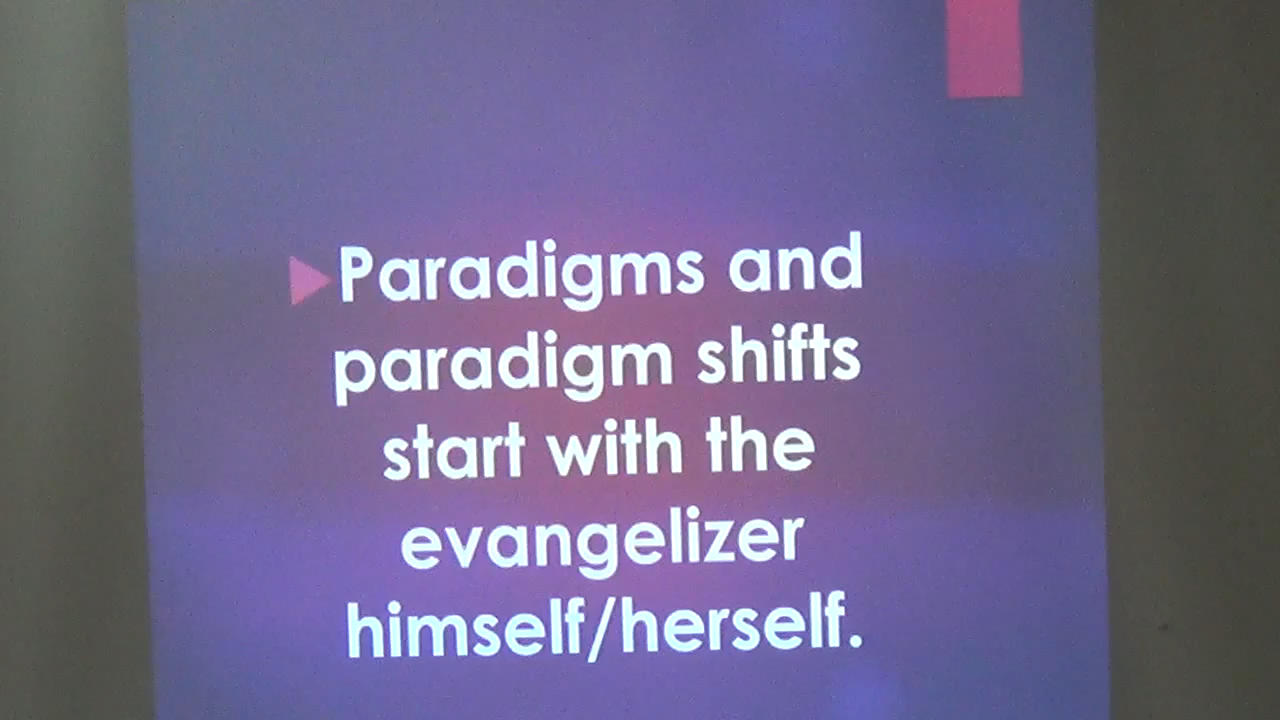 Paradigms and
paradigm shifts
start with the
evangelizer
himself/herself.